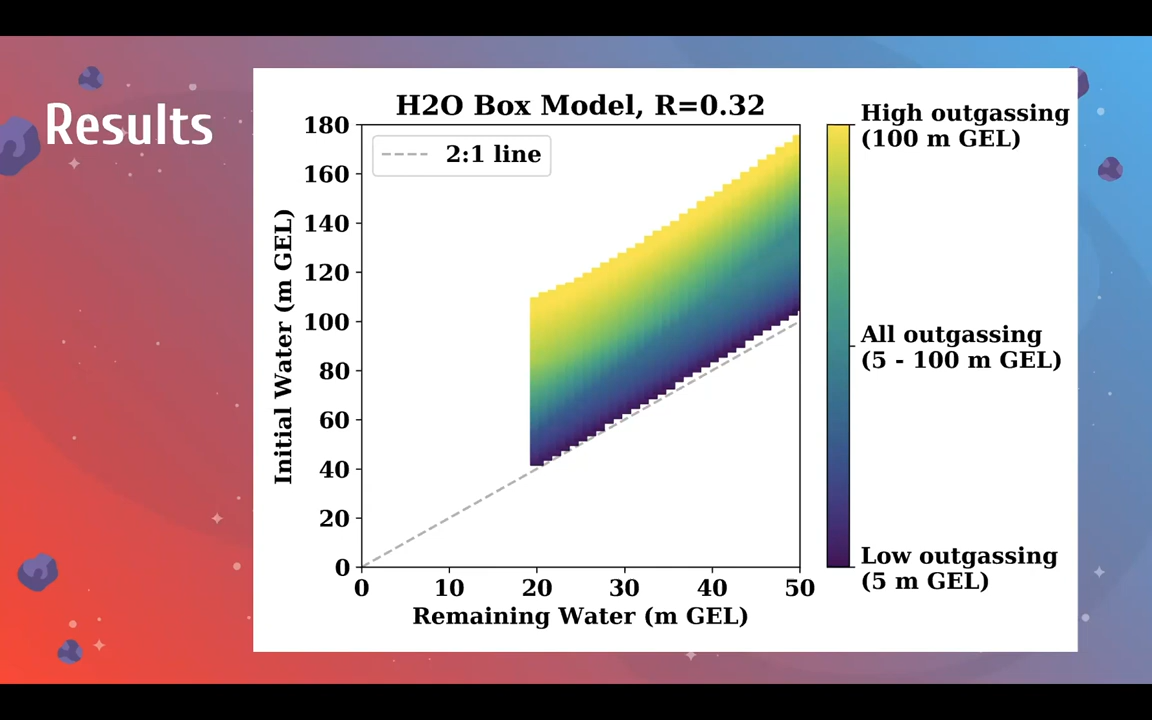 Results
H2O Box Model, R=0.32
2:1 line
Initial Water (m GEL)
180
160
140
120
100
80
60
40
20
0
0 10 20 30 40 50
Remaining Water (m GEL)
High outgassing
(100 m GEL)
All outgassing
(5 - 100 m GEL)
Low outgassing
(5 m GEL)